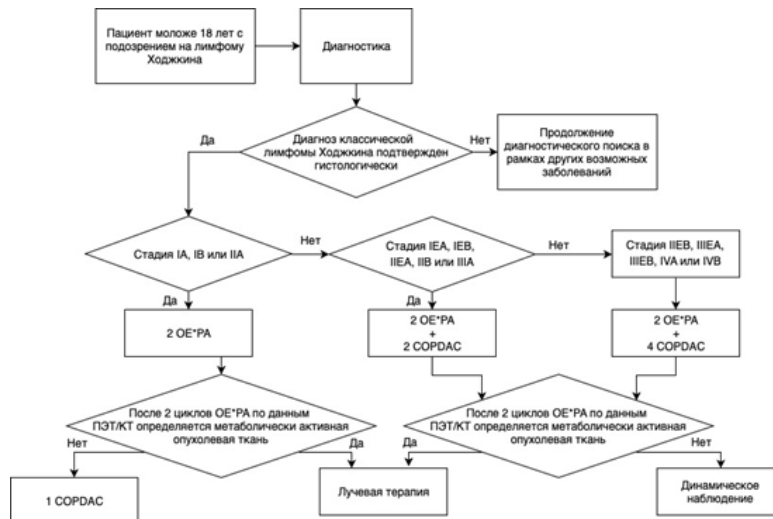 Пациент моложе 18 лет с
подозрением на лимфому
Ходжкина
Диагностика
Диагноз классической
лимфомы Ходжкина подтвержден
гистологически
Да
Нет
Продолжение
диагностического поиска в
рамках других возможных
заболеваний
Стадия IA, IB или IIA
Нет
Стадия IEA, IEB,
IIEA, IIB или IIIA
Нет
Стадия IIEB, IIIEA,
IIIEB, IVA или IVB
Да
Да
2 OE*PA
2 OE*PA
+
2 COPDAC
2 OE*PA
+
4 COPDAC
После 2 циклов OE*PA по данным
ПЭТ/КТ определяется метаболически активная
опухолевая ткань
После 2 циклов OE*PA по данным
ПЭТ/КТ определяется метаболически активная
опухолевая ткань
Нет
Да
Да
Нет
1 COPDAC
Лучевая терапия
Динамическое
наблюдение